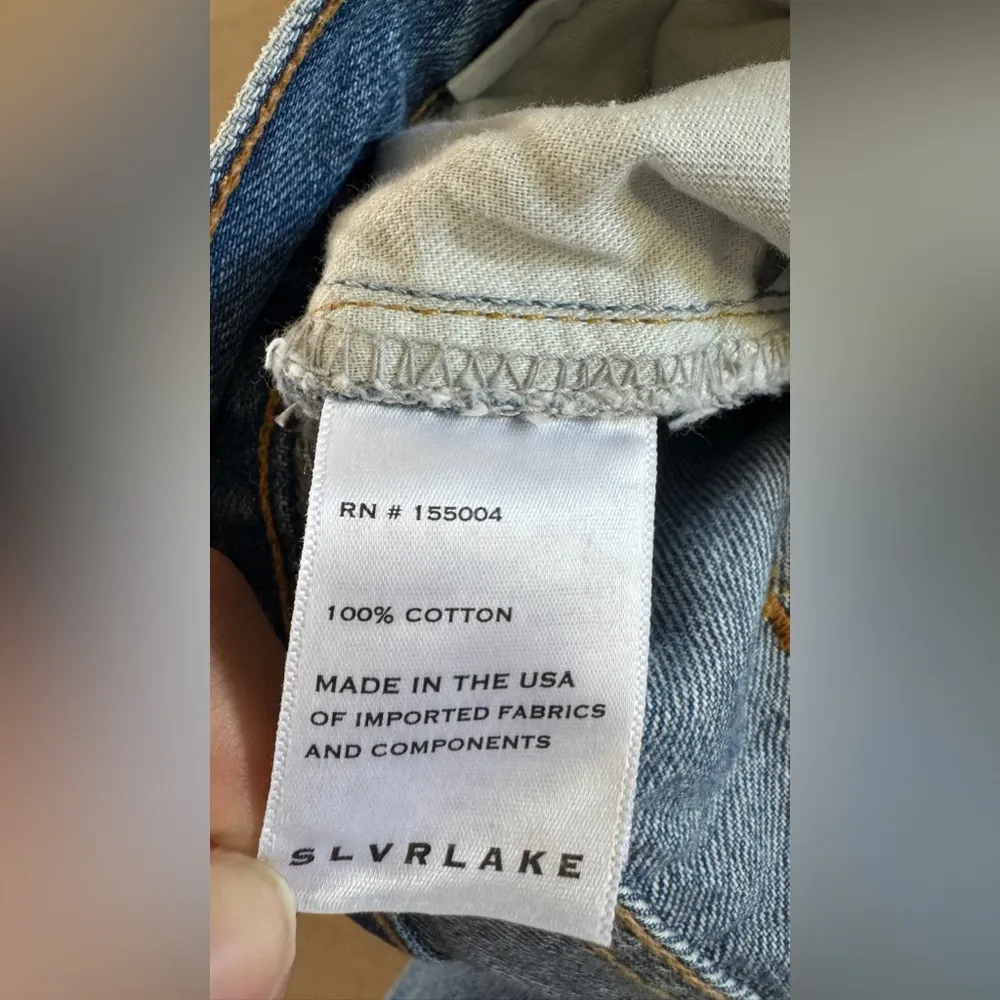 RN # 155004
100% COTTON
MADE IN THE USA
OF IMPORTED FABRICS
AND COMPONENTS
SLVRLAKE